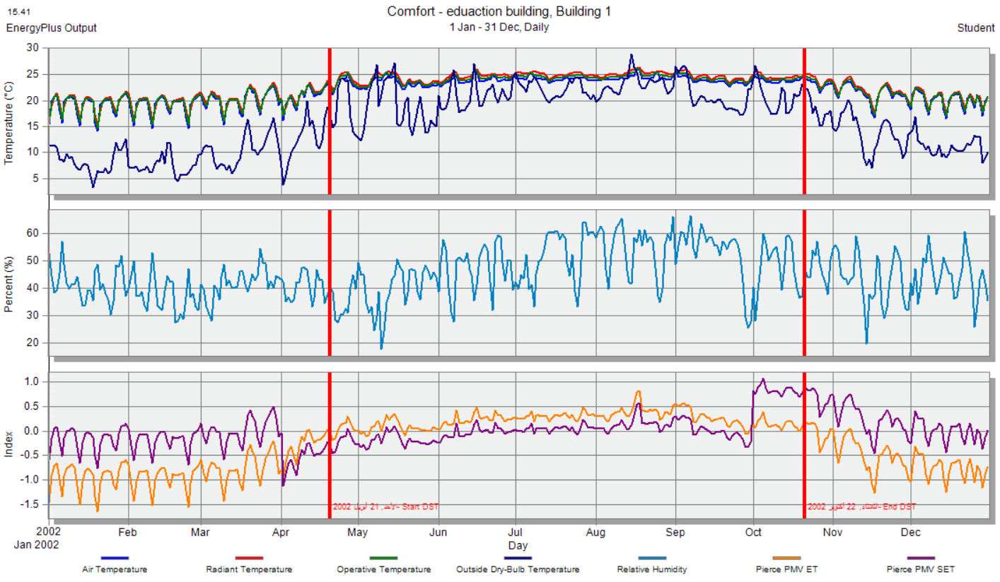 15.41
Comfort - eduaction building, Building 1
EnergyPlus Output
1 Jan - 31 Dec, Daily
Student
Temperature (°C)
30
25
20
15
10
5
Percent (%)
60
50
40
30
20
Index
1.0
0.5
0.0
-0.5
-1.0
-1.5
الأحد, 21 أبريل 2002 - Start DST
الثلاثاء, 22 أكتوبر 2002 - End DST
2002 Feb Mar Apr May Jun Jul Aug Sep Oct Nov Dec
Jan 2002
Day
Air Temperature Radiant Temperature Operative Temperature Outside Dry-Bulb Temperature Relative Humidity Pierce PMV ET Pierce PMV SET